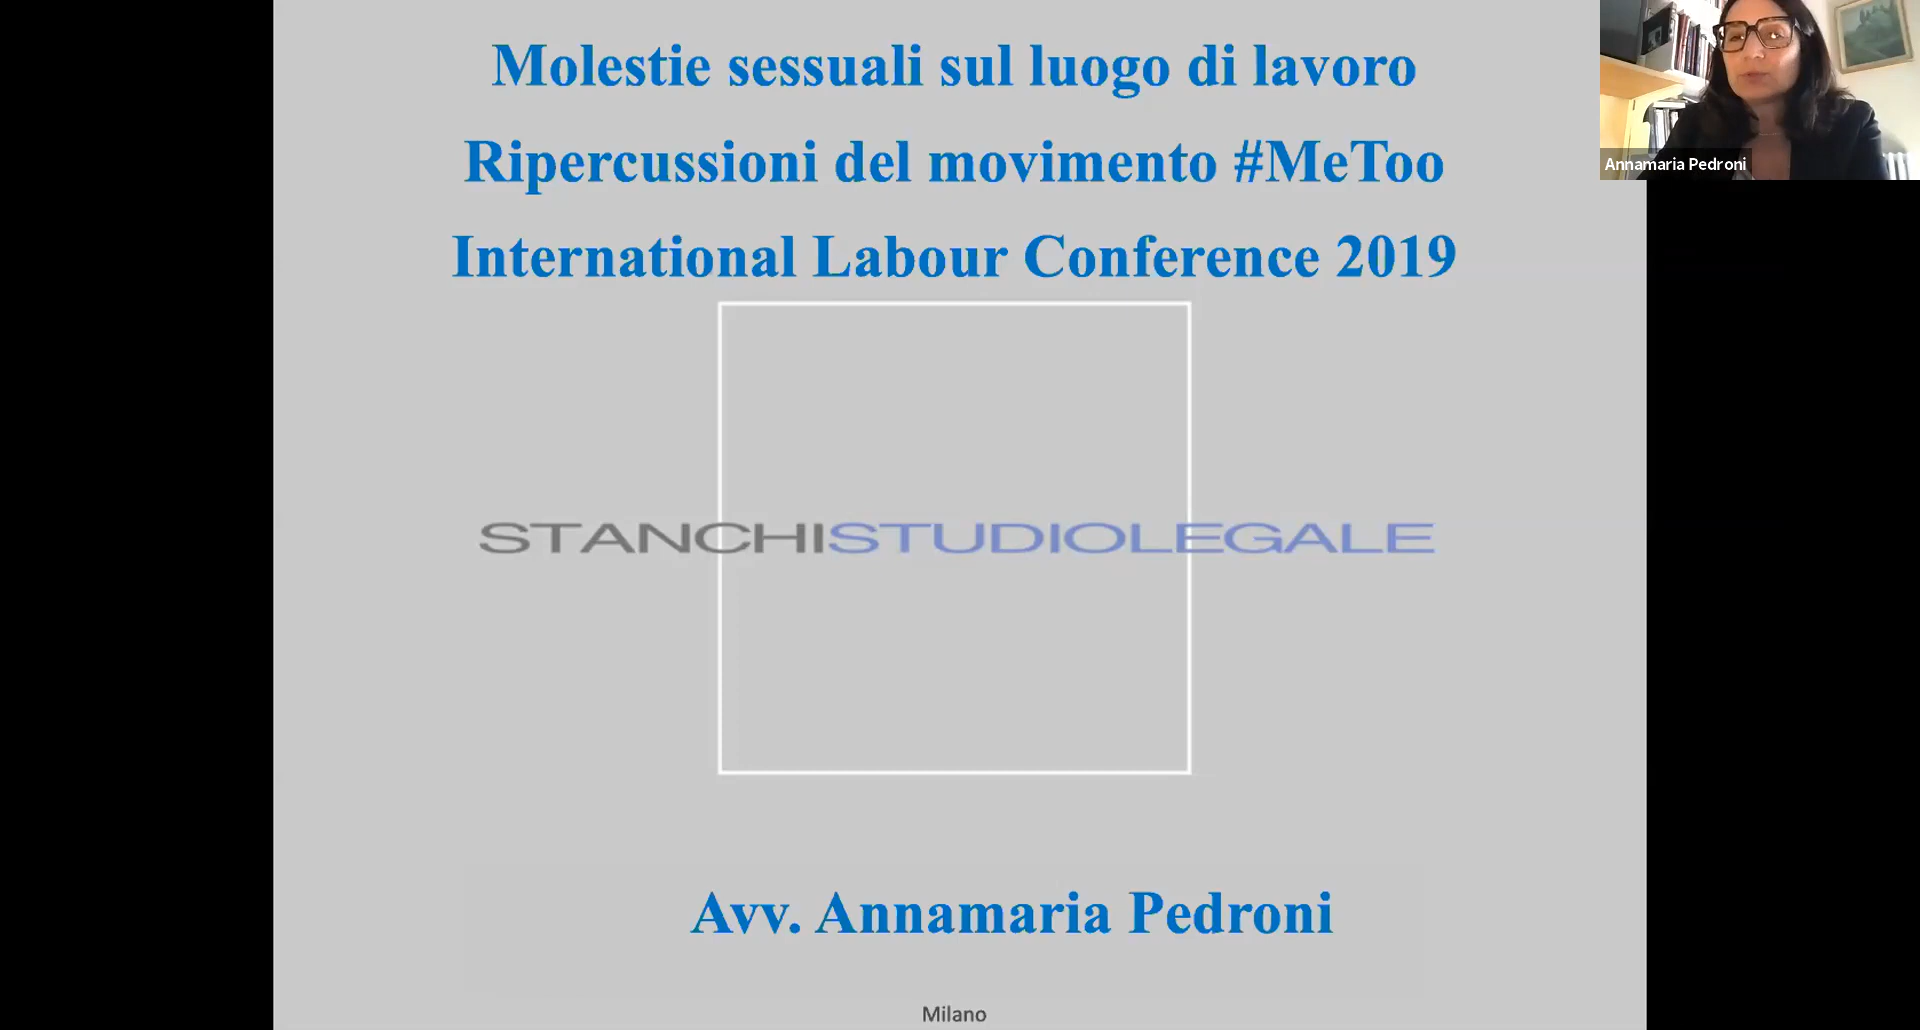 Molestie sessuali sul luogo di lavoro
Ripercussioni del movimento #MeToo
International Labour Conference 2019
STANCHISTUDIOLEGALE
Avv. Annamaria Pedroni
Milano
Annamaria Pedroni